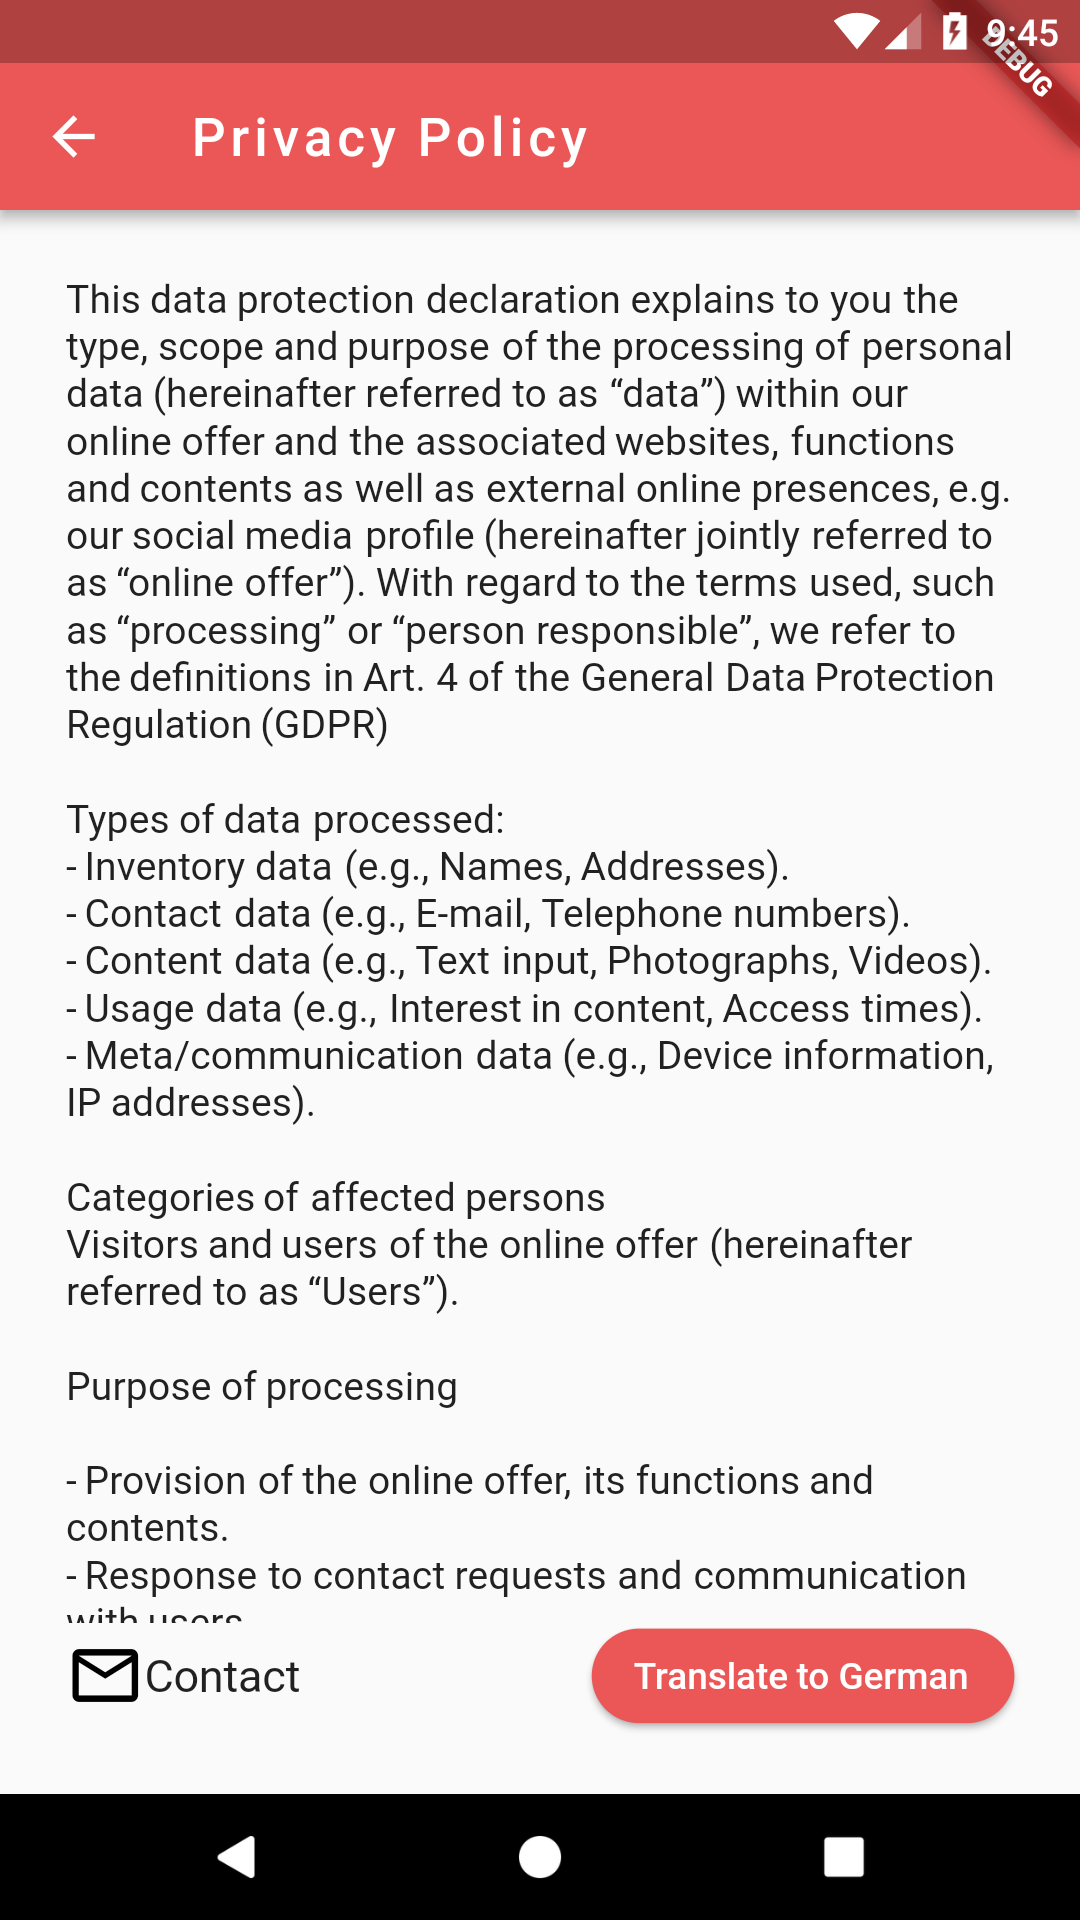 9:45
DEBUG
Privacy Policy
This data protection declaration explains to you the
type, scope and purpose of the processing of personal
data (hereinafter referred to as “data”) within our
online offer and the associated websites, functions
and contents as well as external online presences, e.g.
our social media profile (hereinafter jointly referred to
as “online offer”). With regard to the terms used, such
as “processing” or “person responsible”, we refer to
the definitions in Art. 4 of the General Data Protection
Regulation (GDPR)
Types of data processed:
- Inventory data (e.g., Names, Addresses).
- Contact data (e.g., E-mail, Telephone numbers).
- Content data (e.g., Text input, Photographs, Videos).
- Usage data (e.g., Interest in content, Access times).
- Meta/communication data (e.g., Device information,
IP addresses).
Categories of affected persons
Visitors and users of the online offer (hereinafter
referred to as “Users”).
Purpose of processing
- Provision of the online offer, its functions and
contents.
- Response to contact requests and communication
with users
Contact
Translate to German